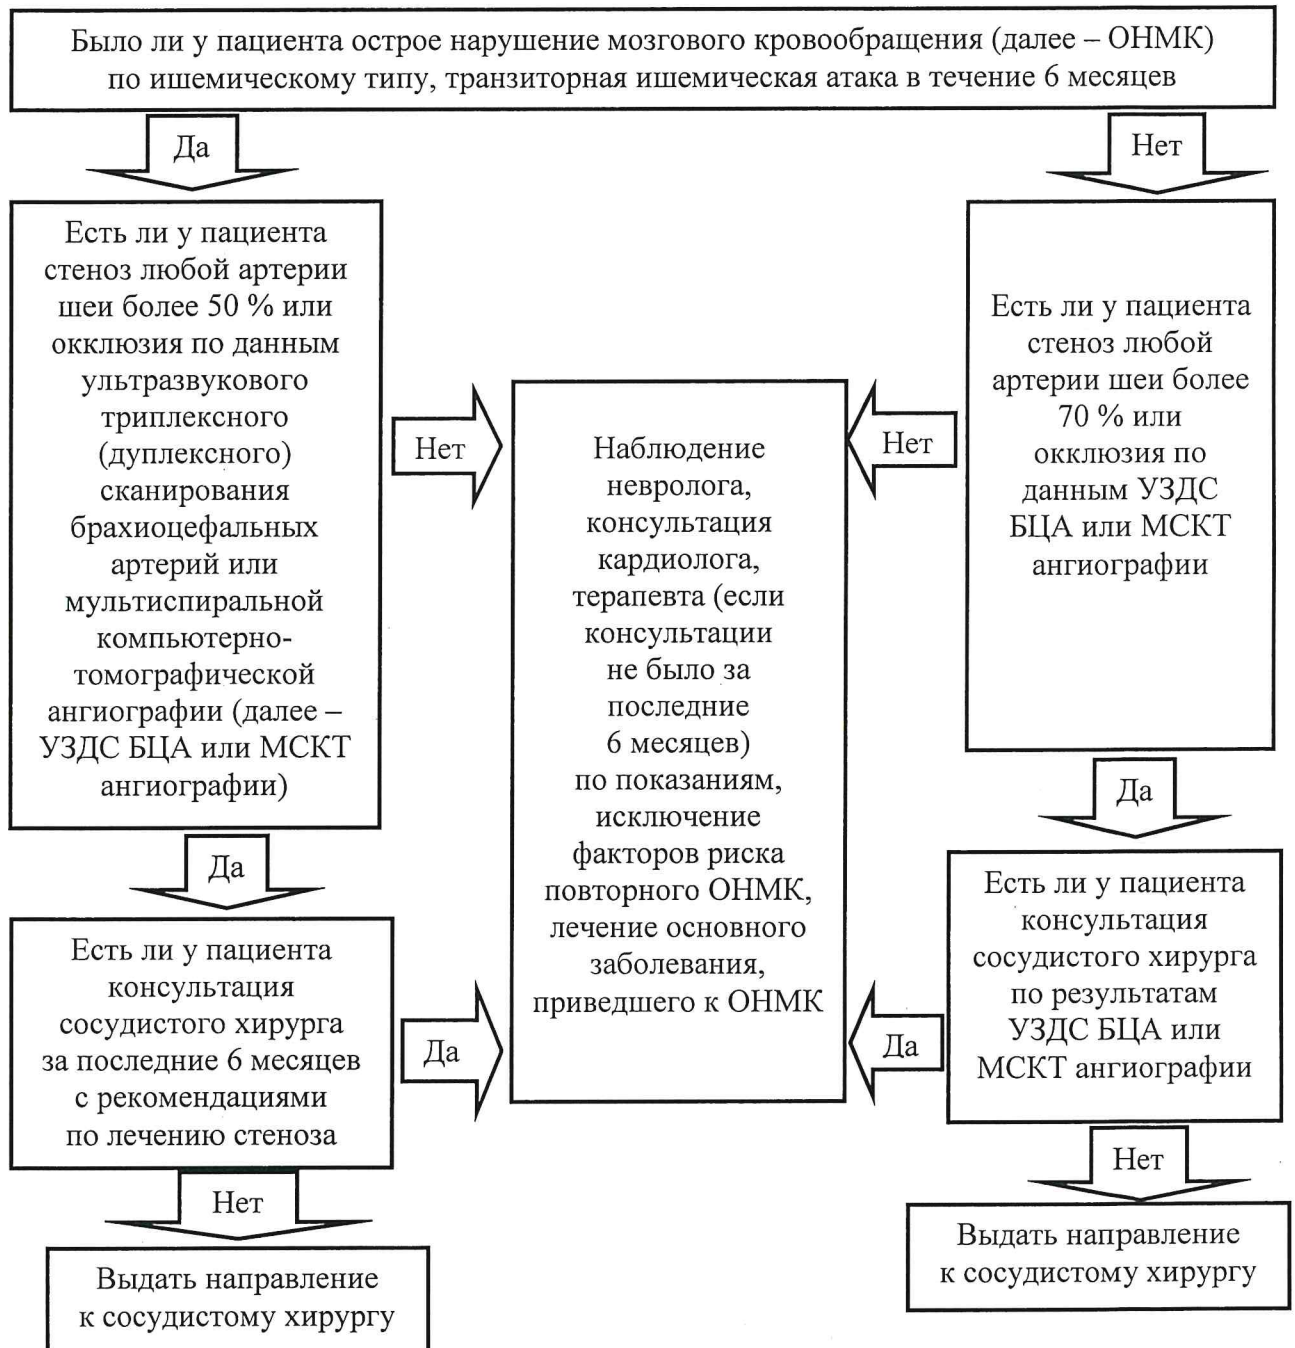 Было ли у пациента острое нарушение мозгового кровообращения (далее – ОНМК)
по ишемическому типу, транзиторная ишемическая атака в течение 6 месяцев
Да
Нет
Есть ли у пациента
стеноз любой артерии
шеи более 50 % или
окклюзия по данным
ультразвукового
триплексного
(дуплексного)
сканирования
брахиоцефальных
артерий или
мультиспиральной
компьютерно-
томографической
ангиографии (далее –
УЗДС БЦА или МСКТ
ангиографии)
Нет
Наблюдение
невролога,
консультация
кардиолога,
терапевта (если
консультации
не было за
последние
6 месяцев)
по показаниям,
исключение
факторов риска
повторного ОНМК,
лечение основного
заболевания,
приведшего к ОНМК
Нет
Есть ли у пациента
стеноз любой
артерии шеи более
70 % или
окклюзия по
данным УЗДС
БЦА или МСКТ
ангиографии
Да
Да
Есть ли у пациента
консультация
сосудистого хирурга
за последние 6 месяцев
с рекомендациями
по лечению стеноза
Да
Да
Есть ли у пациента
консультация
сосудистого хирурга
по результатам
УЗДС БЦА или
МСКТ ангиографии
Нет
Нет
Выдать направление
к сосудистому хирургу
Выдать направление
к сосудистому хирургу